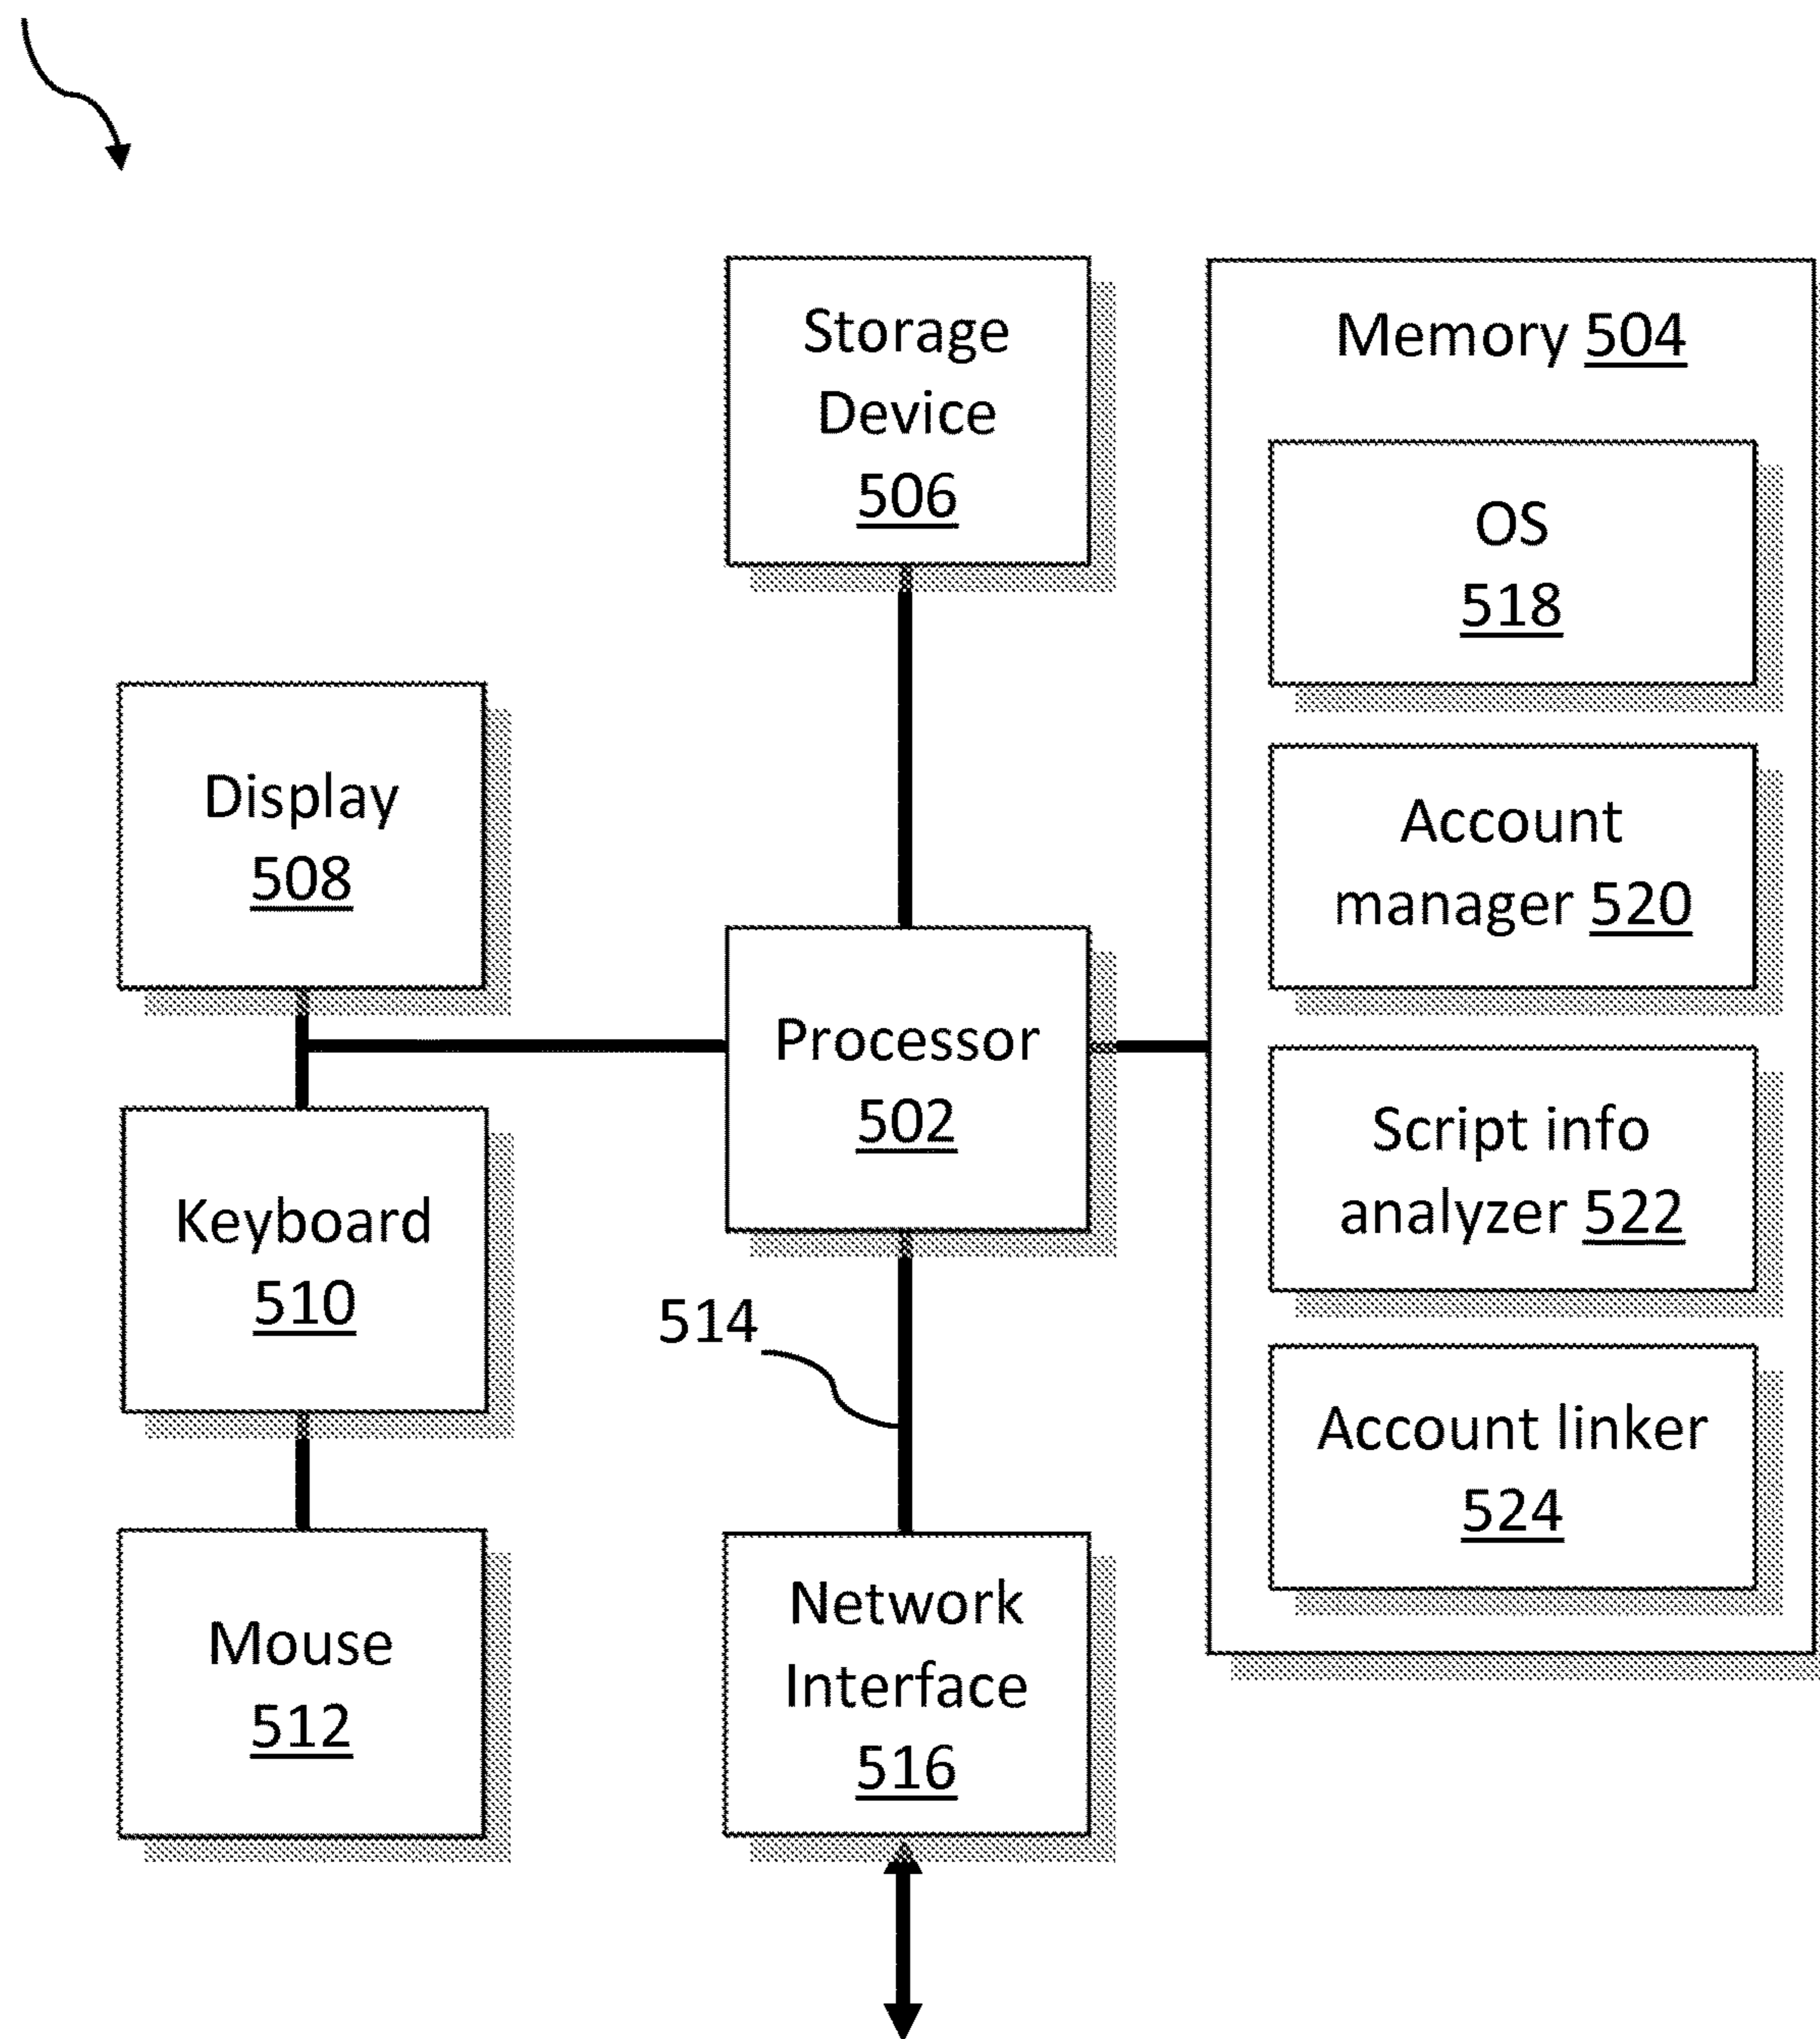 Storage
Device
506
Memory 504
OS
518
Account
manager 520
Script info
analyzer 522
Account linker
524
Display
508
Processor
502
Keyboard
510
514
Mouse
512
Network
Interface
516